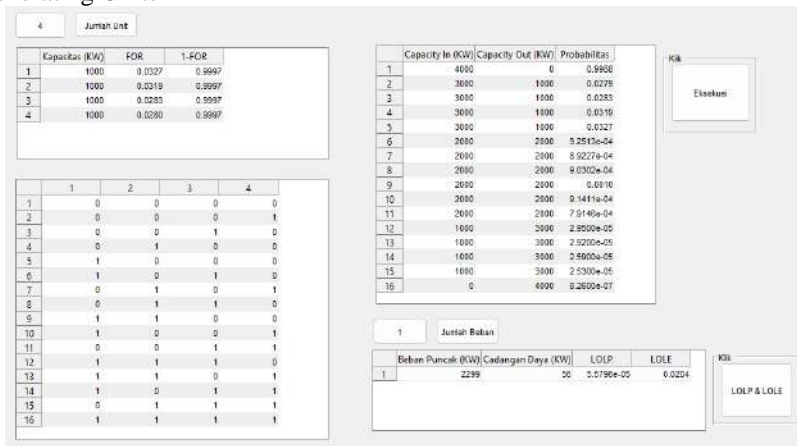 4 Jumlah Unit
Kapasitas (KW) FOR 1-FOR
1 1000 0.0327 0.9997
2 1000 0.0319 0.9997
3 1000 0.0283 0.9997
4 1000 0.0280 0.9997
Capacity In (KW) Capacity Out (KW) Probabilitas
1 4000 0 0.9988
2 3000 1000 0.0279
3 3000 1000 0.0283
4 3000 1000 0.0319
5 3000 1000 0.0327
6 2000 2000 9.2513e-04
7 2000 2000 8.9227e-04
8 2000 2000 9.0302e-04
9 2000 2000 0.0010
10 2000 2000 9.1411e-04
11 2000 2000 7.9146e-04
12 1000 3000 2.9500e-05
13 1000 3000 2.9200e-05
14 1000 3000 2.5900e-05
15 1000 3000 2.5300e-05
16 0 4000 8.2600e-07
Klik
Eksekusi
1 2 3 4
1 0 0 0 0
2 0 0 0 1
3 0 0 1 0
4 0 1 0 0
5 1 0 0 0
6 1 0 1 0
7 0 1 0 1
8 0 1 1 0
9 1 1 0 0
10 1 0 0 1
11 0 0 1 1
12 1 1 1 0
13 1 1 0 1
14 1 0 1 1
15 0 1 1 1
16 1 1 1 1
1 Jumlah Beban
Beban Puncak (KW) Cadangan Daya (KW) LOLP LOLE
1 2299 56 5.5796e-05 0.0204
Klik
LOLP & LOLE